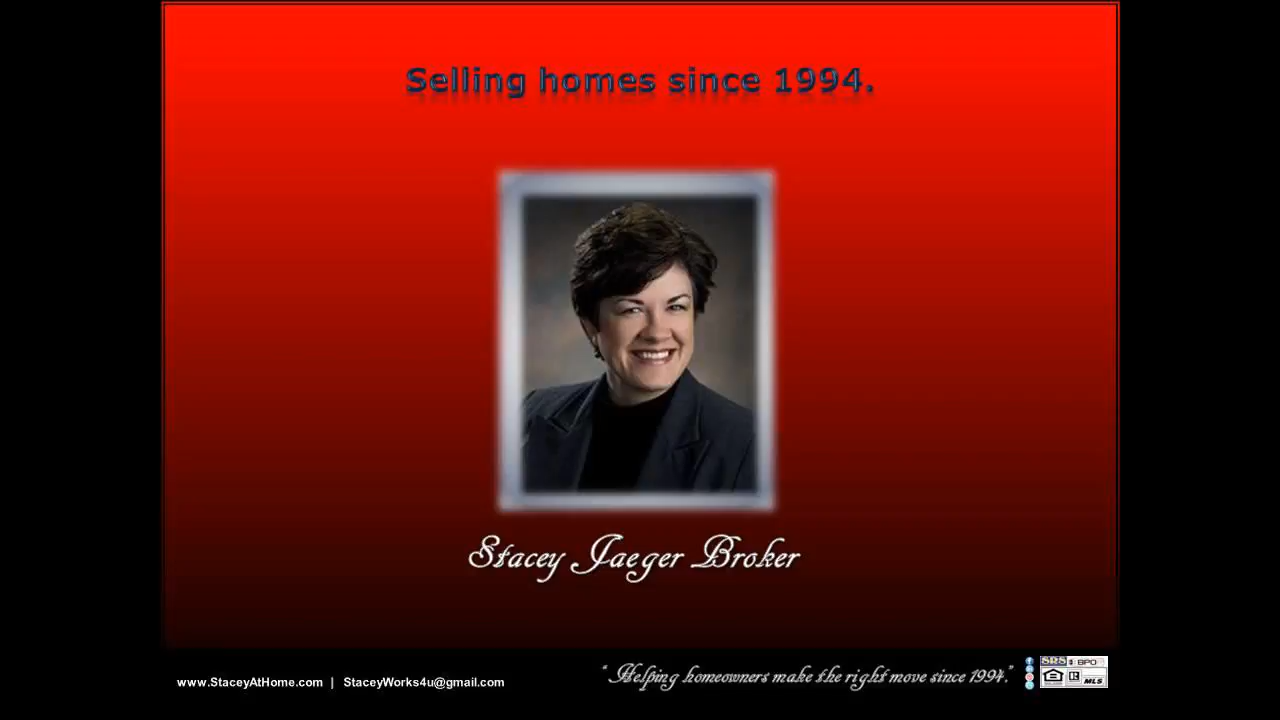 Selling homes since 1994.
Stacey Jaeger Broker
www.StaceyAtHome.com | StaceyWorks4u@gmail.com
“Helping homeowners make the right move since 1994.”
SRS BPO
R MLS